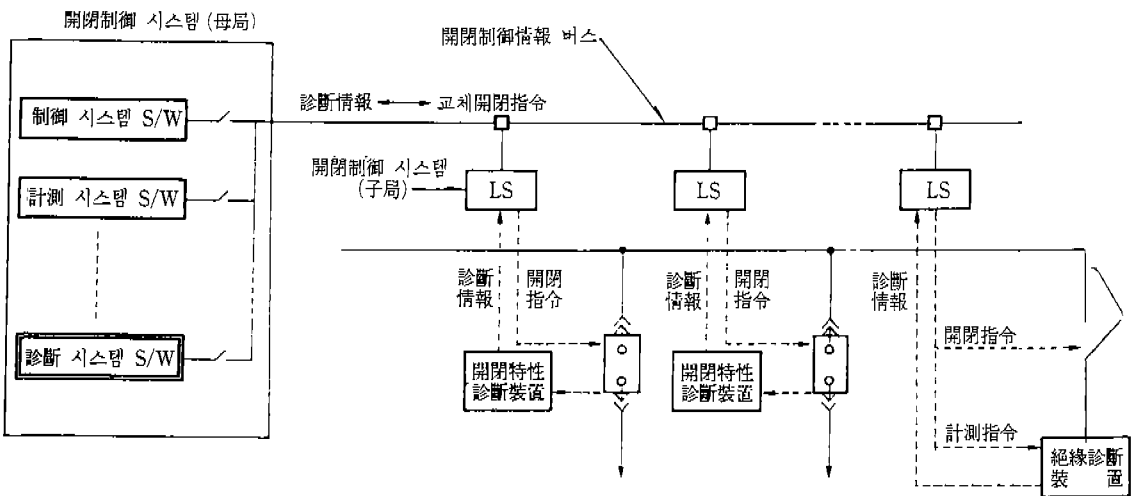 開閉制御 시스템 (母局)
開閉制御情報 버스
制御 시스템 S/W
診斷情報
교체開閉指令
計測 시스템 S/W
開閉制御 시스템
(子局)
LS
LS
LS
診斷
情報
開閉
指令
診斷
情報
開閉
指令
診斷
情報
開閉指令
診斷 시스템 S/W
開閉特性
診斷裝置
開閉特性
診斷裝置
計測指令
絕緣診斷
裝 置